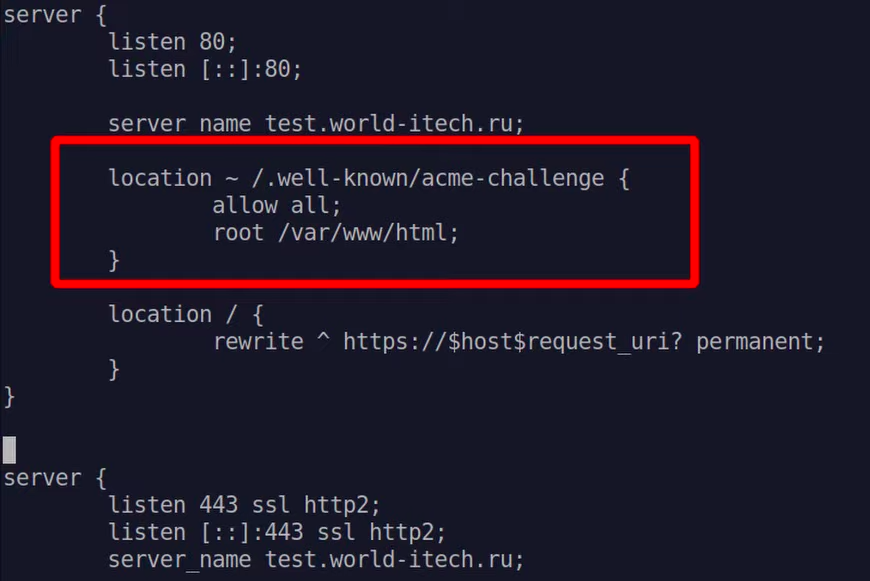 server {
listen 80;
listen [::]:80;
server name test.world-itech.ru;
location ~ /.well-known/acme-challenge {
allow all;
root /var/www/html;
}
location / {
rewrite ^ https://$host$request_uri? permanent;
}
}
server {
listen 443 ssl http2;
listen [::]:443 ssl http2;
server_name test.world-itech.ru;